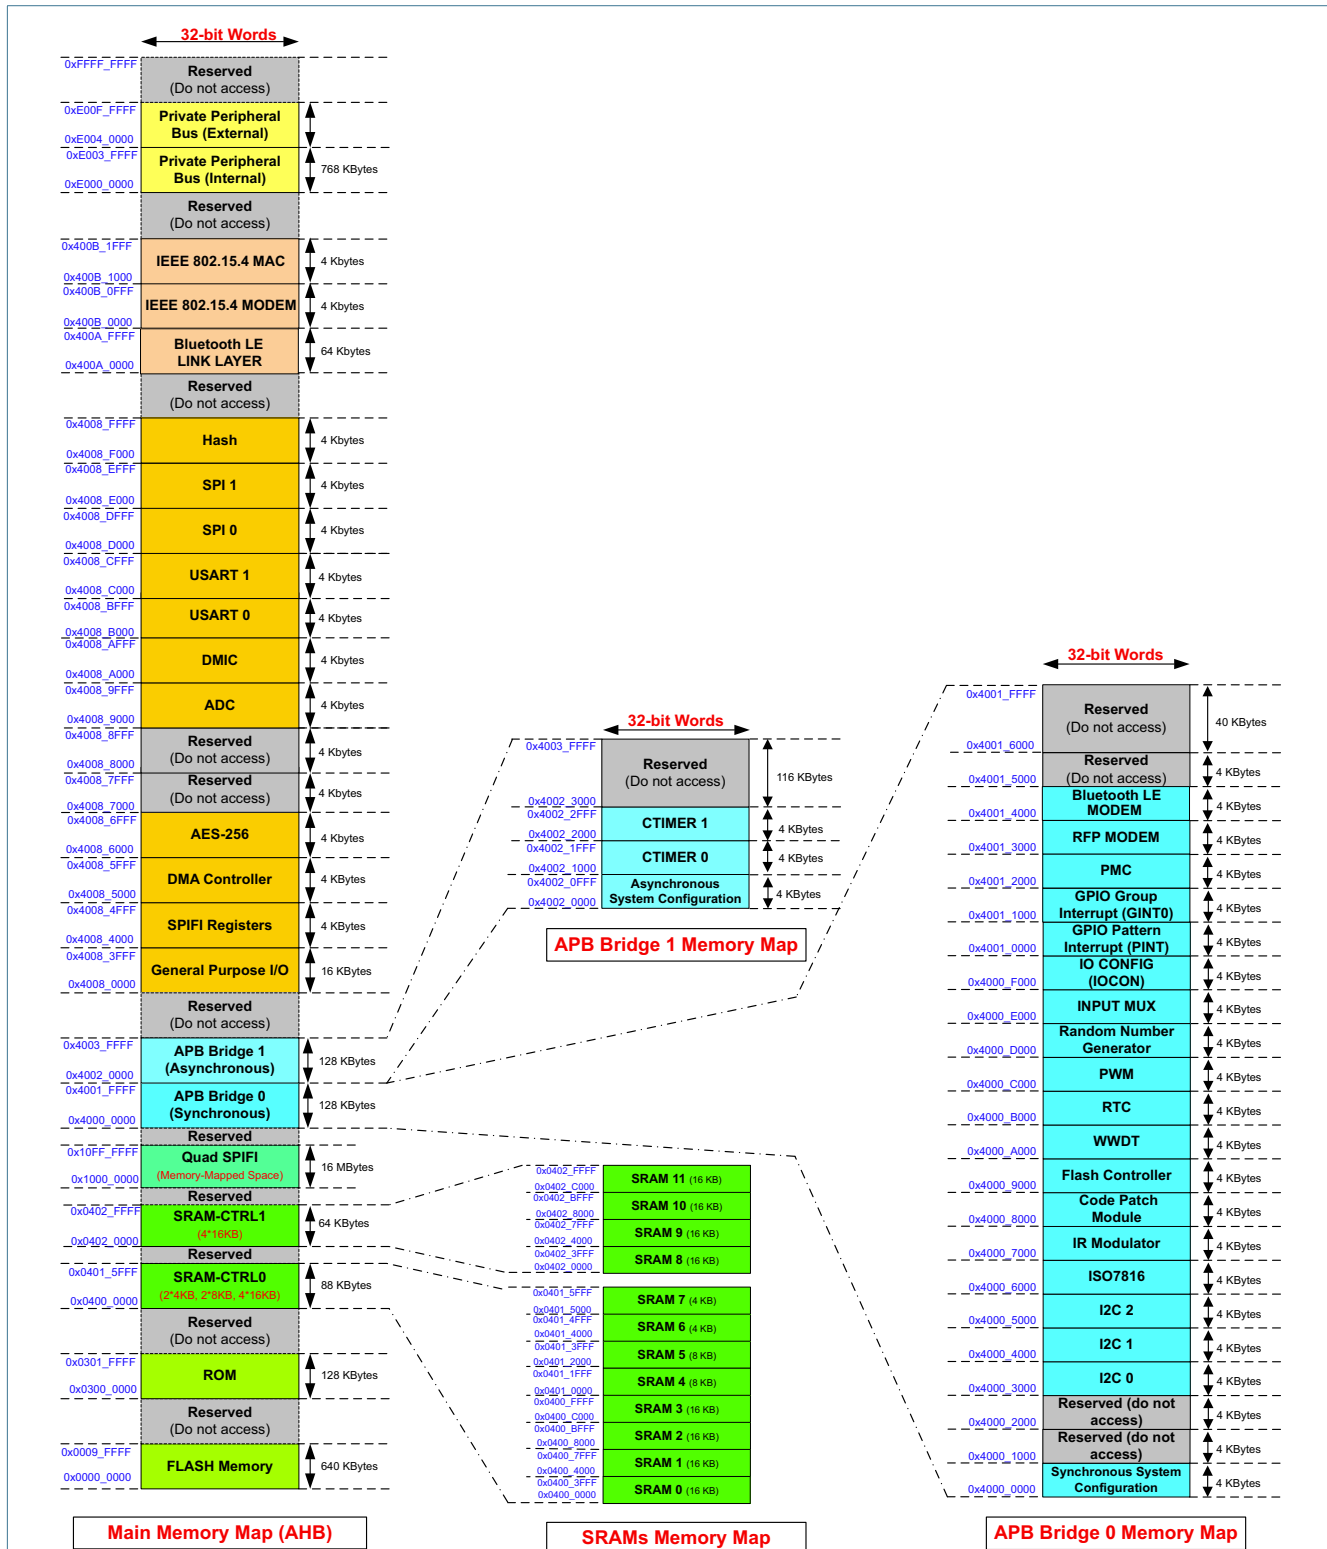 32-bit Words
0xFFFF_FFFF
Reserved
(Do not access)
0xE00F_FFFF
Private Peripheral
Bus (External)
0xE004_0000
0xE003_FFFF
Private Peripheral
Bus (Internal)
768 KBytes
0xE000_0000
Reserved
(Do not access)
0x400B_1FFF
IEEE 802.15.4 MAC
4 Kbytes
0x400B_1000
0x400B_0FFF
IEEE 802.15.4 MODEM
4 Kbytes
0x400B_0000
0x400A_FFFF
Bluetooth LE
LINK LAYER
64 Kbytes
0x400A_0000
Reserved
(Do not access)
0x4008_FFFF
Hash
4 Kbytes
0x4008_F000
0x4008_EFFF
SPI 1
4 Kbytes
0x4008_E000
0x4008_DFFF
SPI 0
4 Kbytes
0x4008_D000
0x4008_CFFF
USART 1
4 Kbytes
0x4008_C000
0x4008_BFFF
USART 0
4 Kbytes
0x4008_B000
0x4008_AFFF
DMIC
4 Kbytes
0x4008_A000
0x4008_9FFF
ADC
4 Kbytes
0x4008_9000
0x4008_8FFF
Reserved
(Do not access)
4 Kbytes
0x4008_8000
0x4008_7FFF
Reserved
(Do not access)
4 Kbytes
0x4008_7000
0x4008_6FFF
AES-256
4 KBytes
0x4008_6000
0x4008_5FFF
DMA Controller
4 KBytes
0x4008_5000
0x4008_4FFF
SPIFI Registers
4 KBytes
0x4008_4000
0x4008_3FFF
General Purpose I/O
16 KBytes
0x4008_0000
Reserved
(Do not access)
0x4003_FFFF
APB Bridge 1
(Asynchronous)
128 KBytes
0x4002_0000
0x4001_FFFF
APB Bridge 0
(Synchronous)
128 KBytes
0x4000_0000
Reserved
0x10FF_FFFF
Quad SPIFI
(Memory-Mapped Space)
16 MBytes
0x1000_0000
Reserved
0x0402_FFFF
SRAM-CTRL1
(4*16KB)
64 KBytes
0x0402_0000
Reserved
0x0401_5FFF
SRAM-CTRL0
(2*4KB, 2*8KB, 4*16KB)
88 KBytes
0x0400_0000
Reserved
(Do not access)
0x0301_FFFF
ROM
128 KBytes
0x0300_0000
Reserved
(Do not access)
0x0009_FFFF
FLASH Memory
640 KBytes
0x0000_0000
Main Memory Map (AHB)
32-bit Words
0x4003_FFFF
Reserved
(Do not access)
116 KBytes
0x4002_3000
0x4002_2FFF
CTIMER 1
4 KBytes
0x4002_2000
0x4002_1FFF
CTIMER 0
4 KBytes
0x4002_1000
0x4002_0FFF
Asynchronous
System Configuration
4 KBytes
0x4002_0000
APB Bridge 1 Memory Map
0x0402_FFFF
SRAM 11 (16 KB)
0x0402_C000
0x0402_BFFF
SRAM 10 (16 KB)
0x0402_8000
0x0402_7FFF
SRAM 9 (16 KB)
0x0402_4000
0x0402_3FFF
SRAM 8 (16 KB)
0x0402_0000
0x0401_5FFF
SRAM 7 (4 KB)
0x0401_5000
0x0401_4FFF
SRAM 6 (4 KB)
0x0401_4000
0x0401_3FFF
SRAM 5 (8 KB)
0x0401_2000
0x0401_1FFF
SRAM 4 (8 KB)
0x0401_0000
0x0400_FFFF
SRAM 3 (16 KB)
0x0400_C000
0x0400_BFFF
SRAM 2 (16 KB)
0x0400_8000
0x0400_7FFF
SRAM 1 (16 KB)
0x0400_4000
0x0400_3FFF
SRAM 0 (16 KB)
0x0400_0000
SRAMs Memory Map
32-bit Words
0x4001_FFFF
Reserved
(Do not access)
40 KBytes
0x4001_6000
Reserved
(Do not access)
4 KBytes
0x4001_5000
Bluetooth LE
MODEM
4 KBytes
0x4001_4000
RFP MODEM
4 KBytes
0x4001_3000
PMC
4 KBytes
0x4001_2000
GPIO Group
Interrupt (GINT0)
4 KBytes
0x4001_1000
GPIO Pattern
Interrupt (PINT)
4 KBytes
0x4001_0000
IO CONFIG
(IOCON)
4 KBytes
0x4000_F000
INPUT MUX
4 KBytes
0x4000_E000
Random Number
Generator
4 KBytes
0x4000_D000
PWM
4 KBytes
0x4000_C000
RTC
4 KBytes
0x4000_B000
WWDT
4 KBytes
0x4000_A000
Flash Controller
4 KBytes
0x4000_9000
Code Patch
Module
4 KBytes
0x4000_8000
IR Modulator
4 KBytes
0x4000_7000
ISO7816
4 KBytes
0x4000_6000
I2C 2
4 KBytes
0x4000_5000
I2C 1
4 KBytes
0x4000_4000
I2C 0
4 KBytes
0x4000_3000
Reserved (do not
access)
4 KBytes
0x4000_2000
Reserved (do not
access)
4 KBytes
0x4000_1000
Synchronous System
Configuration
4 KBytes
0x4000_0000
APB Bridge 0 Memory Map